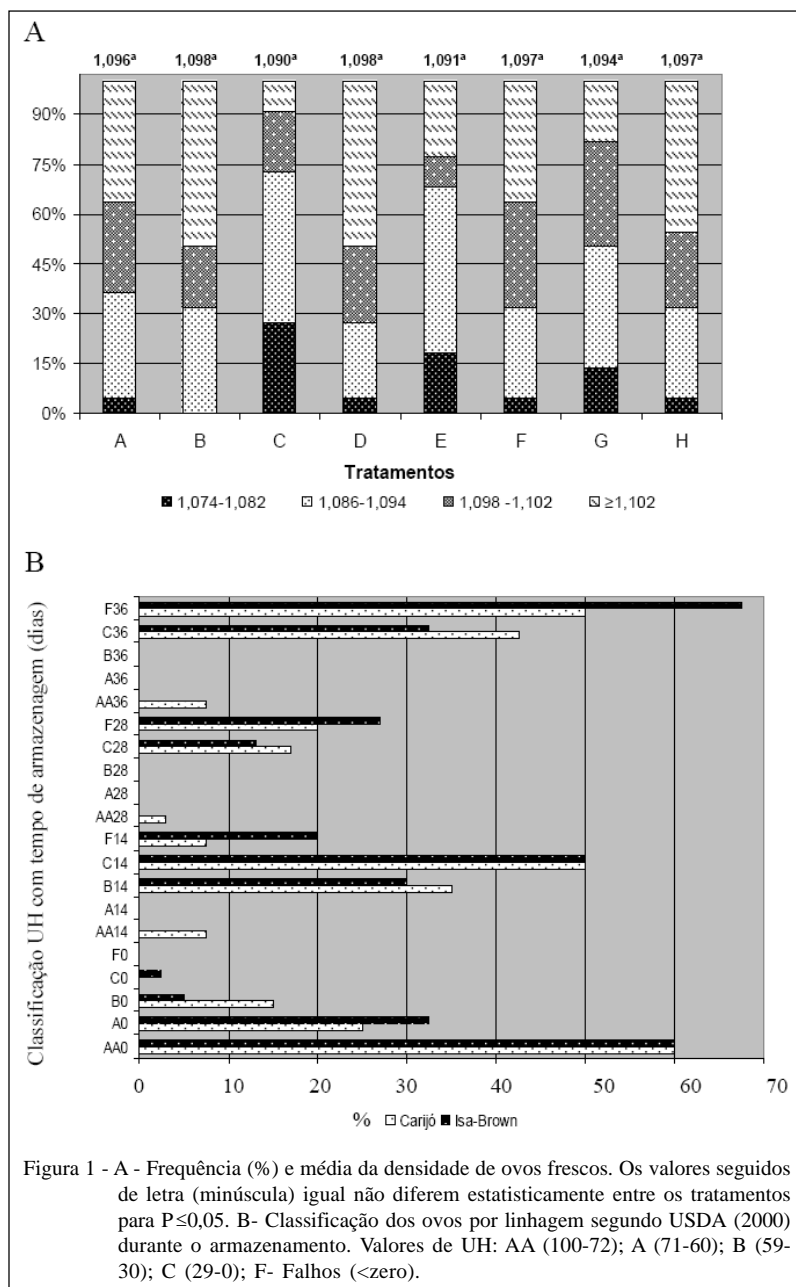 A
1,096ª 1,098ª 1,090ª 1,098ª 1,091ª 1,097ª 1,094ª 1,097ª
90%
75%
60%
45%
30%
15%
0%
A B C D E F G H
Tratamentos
1,074-1,082 1,086-1,094 1,098 -1,102 ≥1,102
B
Classificação UH com tempo de armazenagem (dias)
F36
C36
B36
A36
AA36
F28
C28
B28
A28
AA28
F14
C14
B14
A14
AA14
F0
C0
B0
A0
AA0
0 10 20 30 40 50 60 70
% Carijó Isa-Brown
Figura 1 - A - Frequência (%) e média da densidade de ovos frescos. Os valores seguidos
de letra (minúscula) igual não diferem estatisticamente entre os tratamentos
para P≤0,05. B- Classificação dos ovos por linhagem segundo USDA (2000)
durante o armazenamento. Valores de UH: AA (100-72); A (71-60); B (59-
30); C (29-0); F- Falhos (<zero).